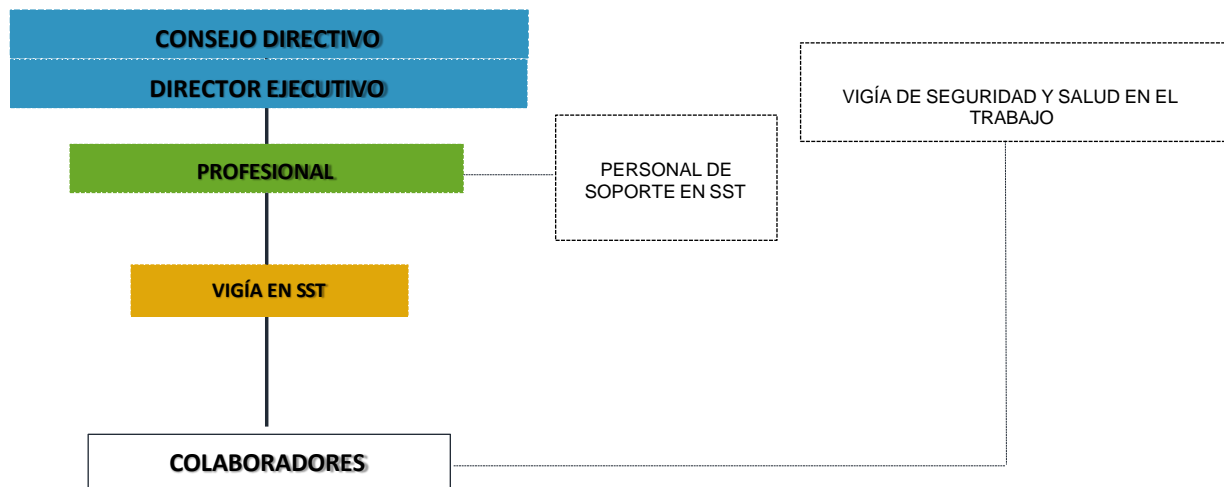 CONSEJO DIRECTIVO
DIRECTOR EJECUTIVO
PROFESIONAL
PERSONAL DE
SOPORTE EN SST
VIGÍA DE SEGURIDAD Y SALUD EN EL
TRABAJO
VIGÍA EN SST
COLABORADORES